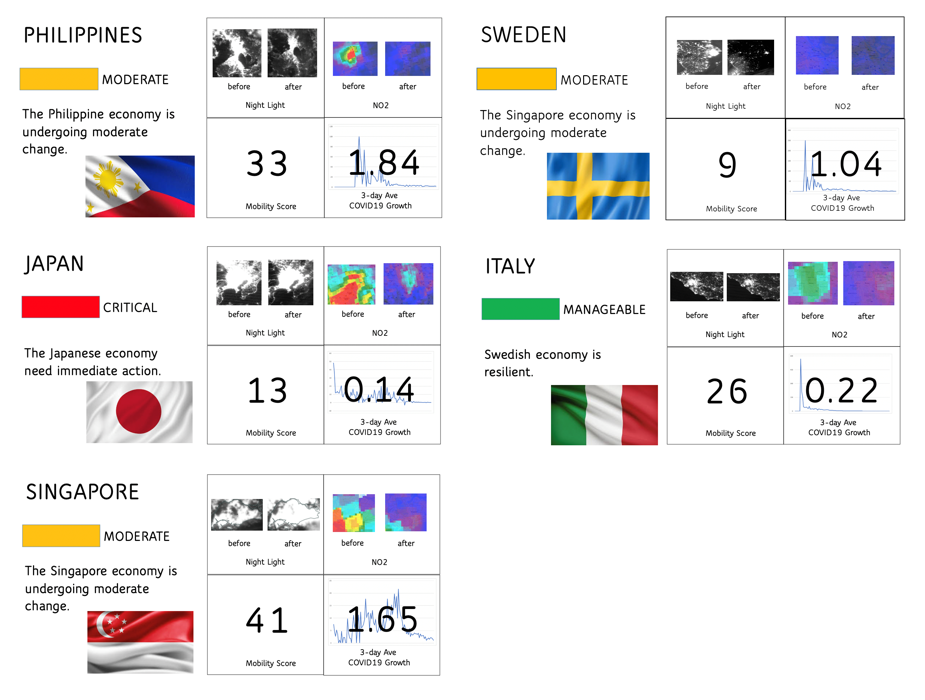 PHILIPPINES
MODERATE
The Philippine economy is
undergoing moderate
change.
before
after
Night Light
before
after
NO2
33
Mobility Score
1.84
3-day Ave
COVID19 Growth
SWEDEN
MODERATE
The Singapore economy is
undergoing moderate
change.
before
after
Night Light
before
after
NO2
9
Mobility Score
1.04
3-day Ave
COVID19 Growth
JAPAN
CRITICAL
The Japanese economy
need immediate action.
before
after
Night Light
before
after
NO2
13
Mobility Score
0.14
3-day Ave
COVID19 Growth
ITALY
MANAGEABLE
Swedish economy is
resilient.
before
after
Night Light
before
after
NO2
26
Mobility Score
0.22
3-day Ave
COVID19 Growth
SINGAPORE
MODERATE
The Singapore economy is
undergoing moderate
change.
before
after
Night Light
before
after
NO2
41
Mobility Score
1.65
3-day Ave
COVID19 Growth